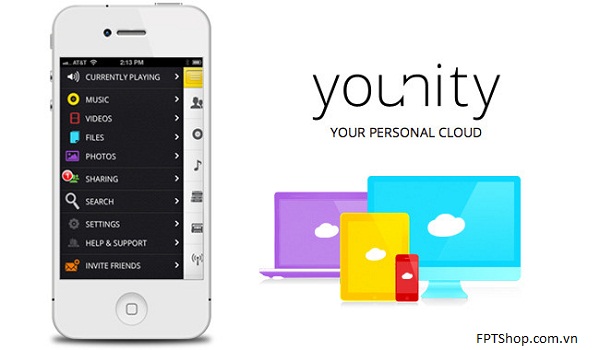 AT&T
2:13 PM
CURRENTLY PLAYING
MUSIC
VIDEOS
FILES
PHOTOS
1
SHARING
SEARCH
SETTINGS
HELP & SUPPORT
INVITE FRIENDS
younity
YOUR PERSONAL CLOUD
FPTShop.com.vn